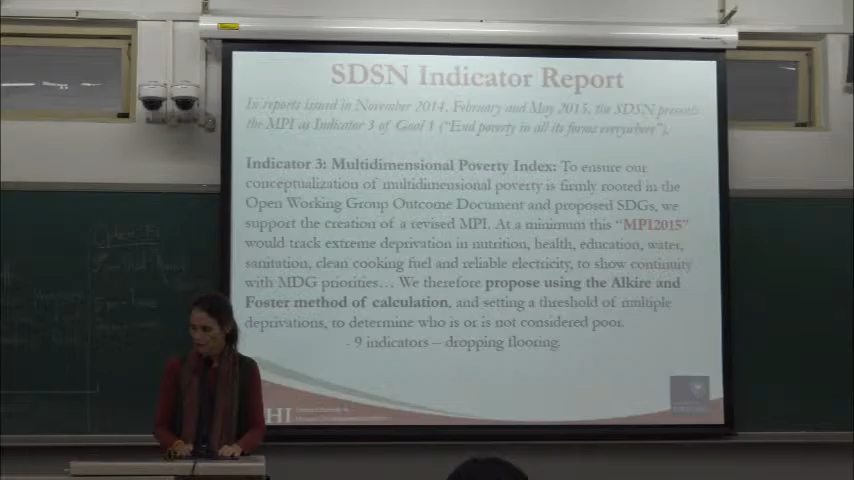 SDSN Indicator Report
In reports issued in November 2014, February and May 2015, the SDSN presents
the MPI as Indicator 3 of Goal 1 ("End poverty in all its forms everywhere").
Indicator 3: Multidimensional Poverty Index: To ensure our
conceptualization of multidimensional poverty is firmly rooted in the
Open Working Group Outcome Document and proposed SDGs, we
support the creation of a revised MPI. At a minimum this "MPI2015"
would track extreme deprivation in nutrition, health, education, water,
sanitation, clean cooking fuel and reliable electricity, to show continuity
with MDG priorities… We therefore propose using the Alkire and
Foster method of calculation, and setting a threshold of multiple
deprivations, to determine who is or is not considered poor.
- 9 indicators – dropping flooring.
HI